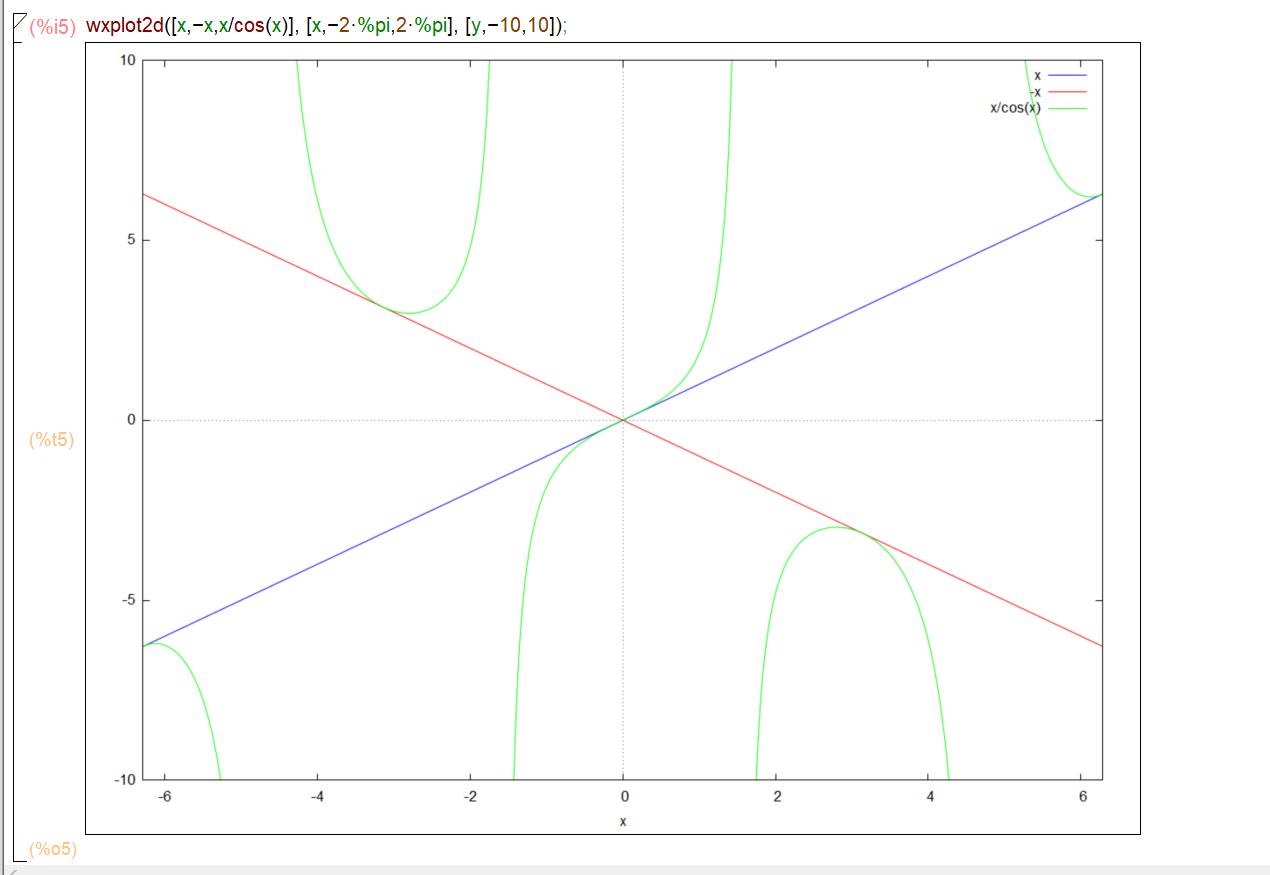 (%i5) wxplot2d([x,−x,x/cos(x)], [x,−2·%pi,2·%pi], [y,−10,10]);
10
x
-x
x/cos(x)
5
0
(%t5)
-5
-10
-6 -4 -2 0 2 4 6
x
(%o5)